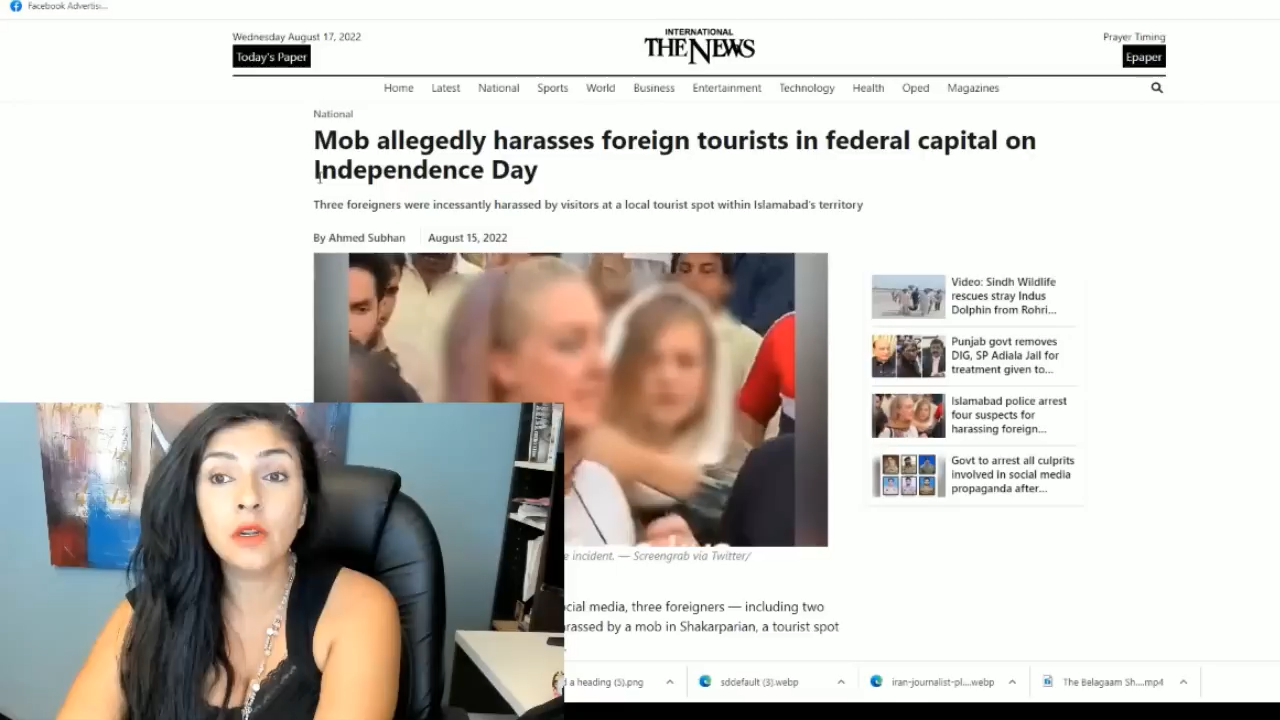 Facebook Advertisi...
Wednesday August 17, 2022
Today's Paper
INTERNATIONAL
THE NEWS
Prayer Timing
Epaper
Home Latest National Sports World Business Entertainment Technology Health Oped Magazines
National
Mob allegedly harasses foreign tourists in federal capital on
Independence Day
Three foreigners were incessantly harassed by visitors at a local tourist spot within Islamabad's territory
By Ahmed Subhan August 15, 2022
Video: Sindh Wildlife
rescues stray Indus
Dolphin from Rohri...
Punjab govt removes
DIG, SP Adiala Jail for
treatment given to...
Islamabad police arrest
four suspects for
harassing foreign...
Govt to arrest all culprits
involved in social media
propaganda after...
incident. — Screengrab via Twitter/
social media, three foreigners — including two
harassed by a mob in Shakarparian, a tourist spot
a heading (5).png
sddefault (3).webp
iran-journalist-pl....webp
The Belagaam Sh....mp4